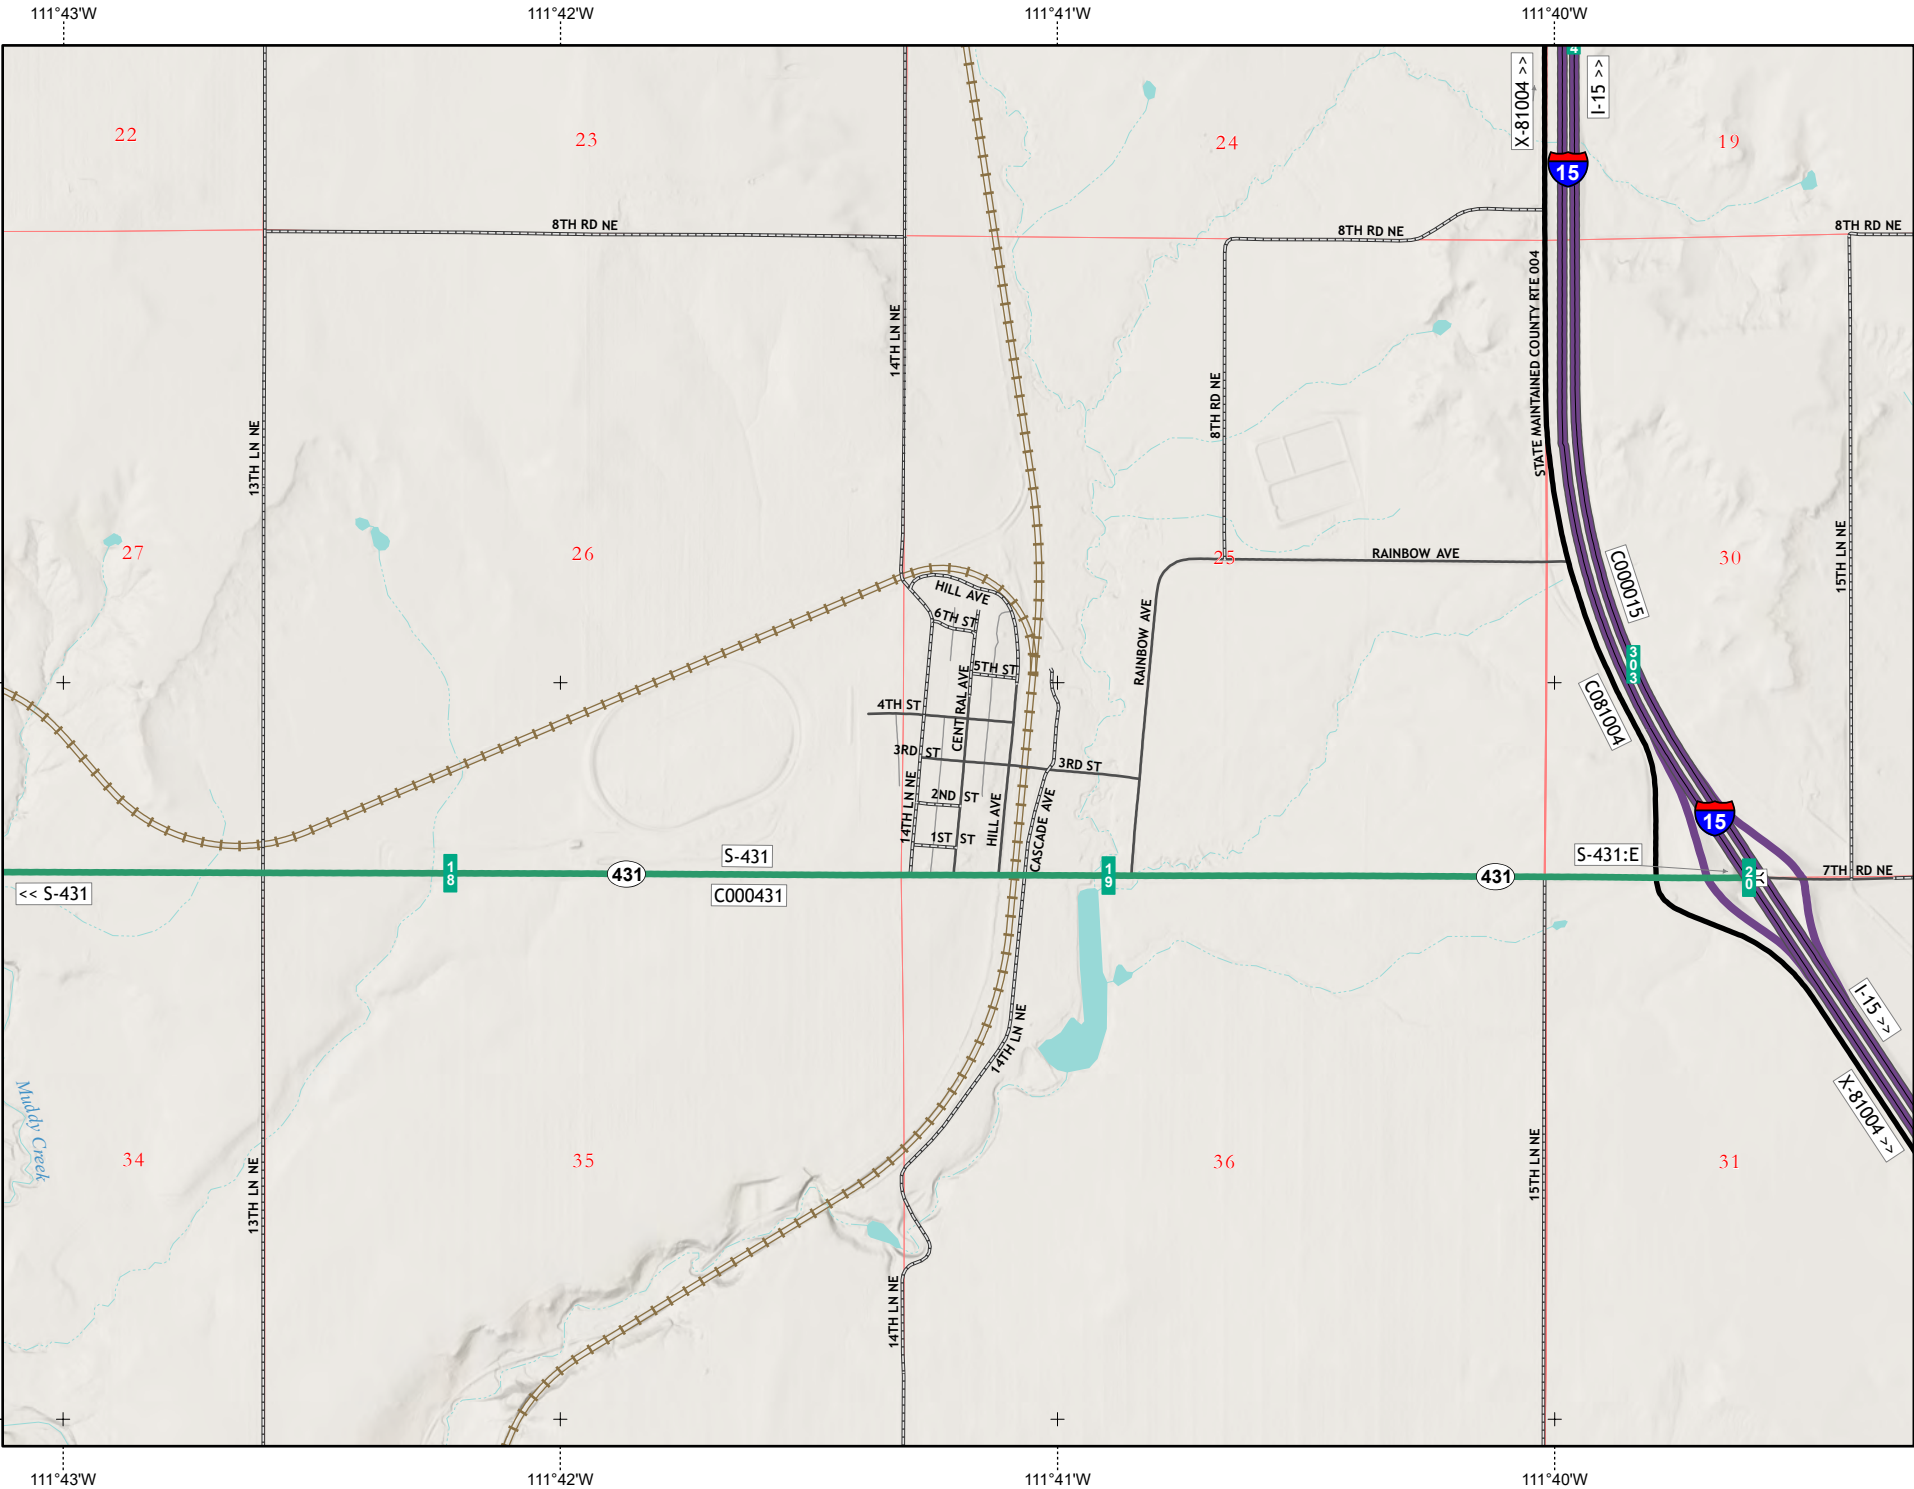 111°43'W
111°42'W
111°41'W
111°40'W
X-81004 >>
4
I-15 >>
22
23
24
15
19
8TH RD NE
8TH RD NE
8TH RD NE
STATE MAINTAINED COUNTY RTE 004
14TH LN NE
8TH RD NE
13TH LN NE
27
26
25
RAINBOW AVE
30
15TH LN NE
C000015
HILL AVE
6TH ST
RAINBOW AVE
5TH ST
303
4TH ST
CENTRAL AVE
C081004
3RD ST
3RD ST
14TH LN NE
2ND ST
HILL AVE
CASCADE AVE
1ST ST
15
S-431
S-431:E
18
431
19
431
20
7TH RD NE
<< S-431
C000431
I-15 >>
14TH LN NE
X-81004 >>
Muddy Creek
34
35
36
31
13TH LN NE
15TH LN NE
14TH LN NE
111°43'W
111°42'W
111°41'W
111°40'W